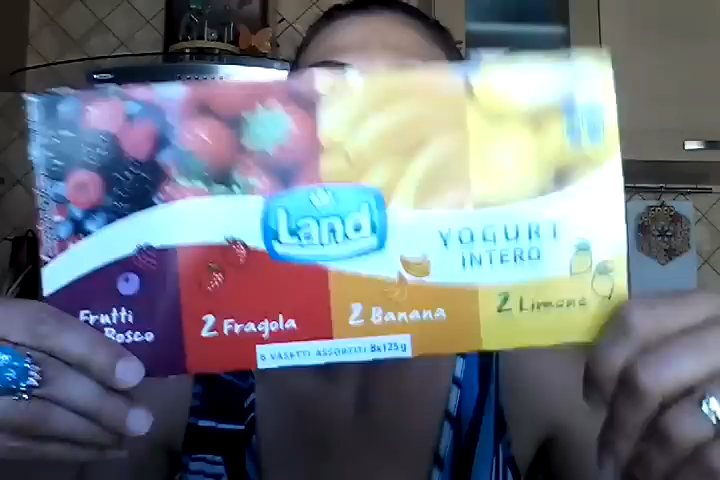 Land
YOGURT
INTERO
Frutti
Bosco
2 Fragola
2 Banana
2 Limone
8 VASETTI ASSORTITI 8x125g